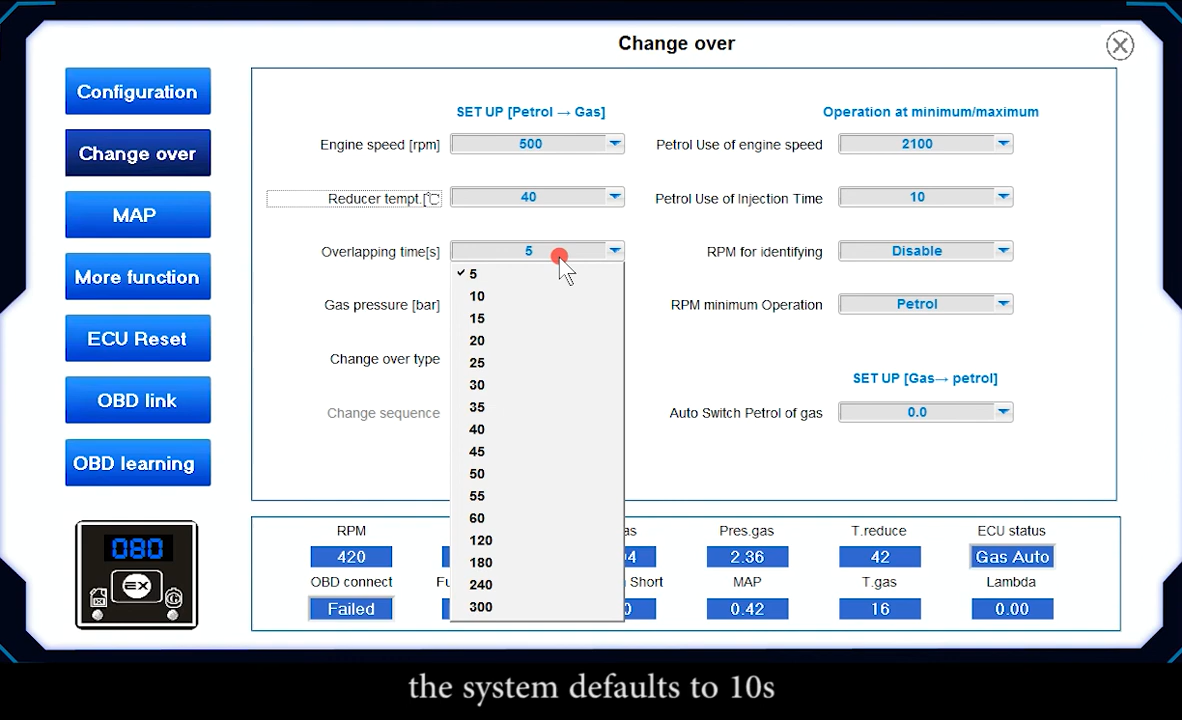 Change over
Configuration
Change over
MAP
More function
ECU Reset
OBD link
OBD learning
080
EX
SET UP [Petrol → Gas]
Engine speed [rpm] 500
Reducer tempt.[℃ 40
Overlapping time[s] 5
Gas pressure [bar]
Change over type
Change sequence
✓ 5
10
15
20
25
30
35
40
45
50
55
60
120
180
240
300
Operation at minimum/maximum
Petrol Use of engine speed 2100
Petrol Use of Injection Time 10
RPM for identifying Disable
RPM minimum Operation Petrol
SET UP [Gas→ petrol]
Auto Switch Petrol of gas 0.0
RPM as Pres.gas T.reduce ECU status
420 4 2.36 42 Gas Auto
OBD connect Fu Short MAP T.gas Lambda
Failed 0 0.42 16 0.00
the system defaults to 10s